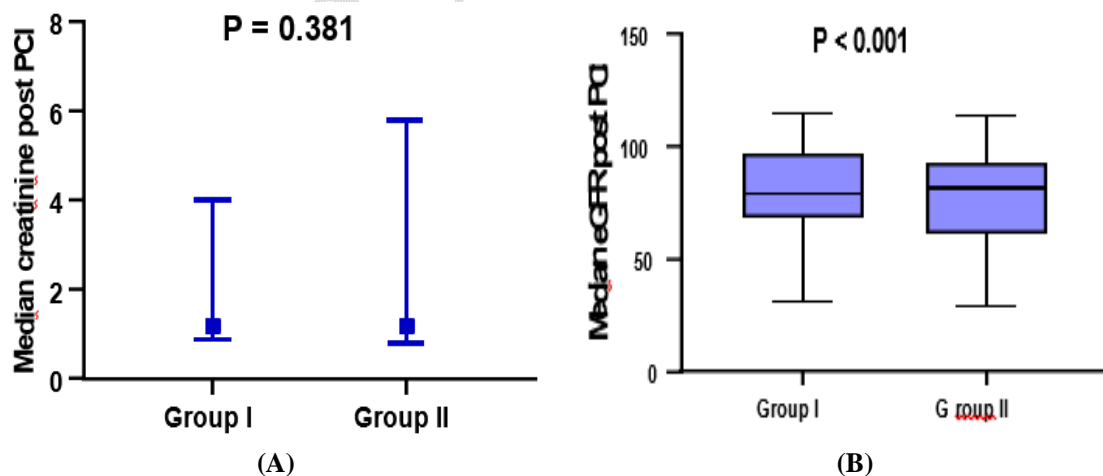 P = 0.381
Median creatinine post PCI
8
6
4
2
0
Group I
Group II
(A)
P < 0.001
Median eGFR post PCI
150
100
50
0
Group I
G roup II
(B)